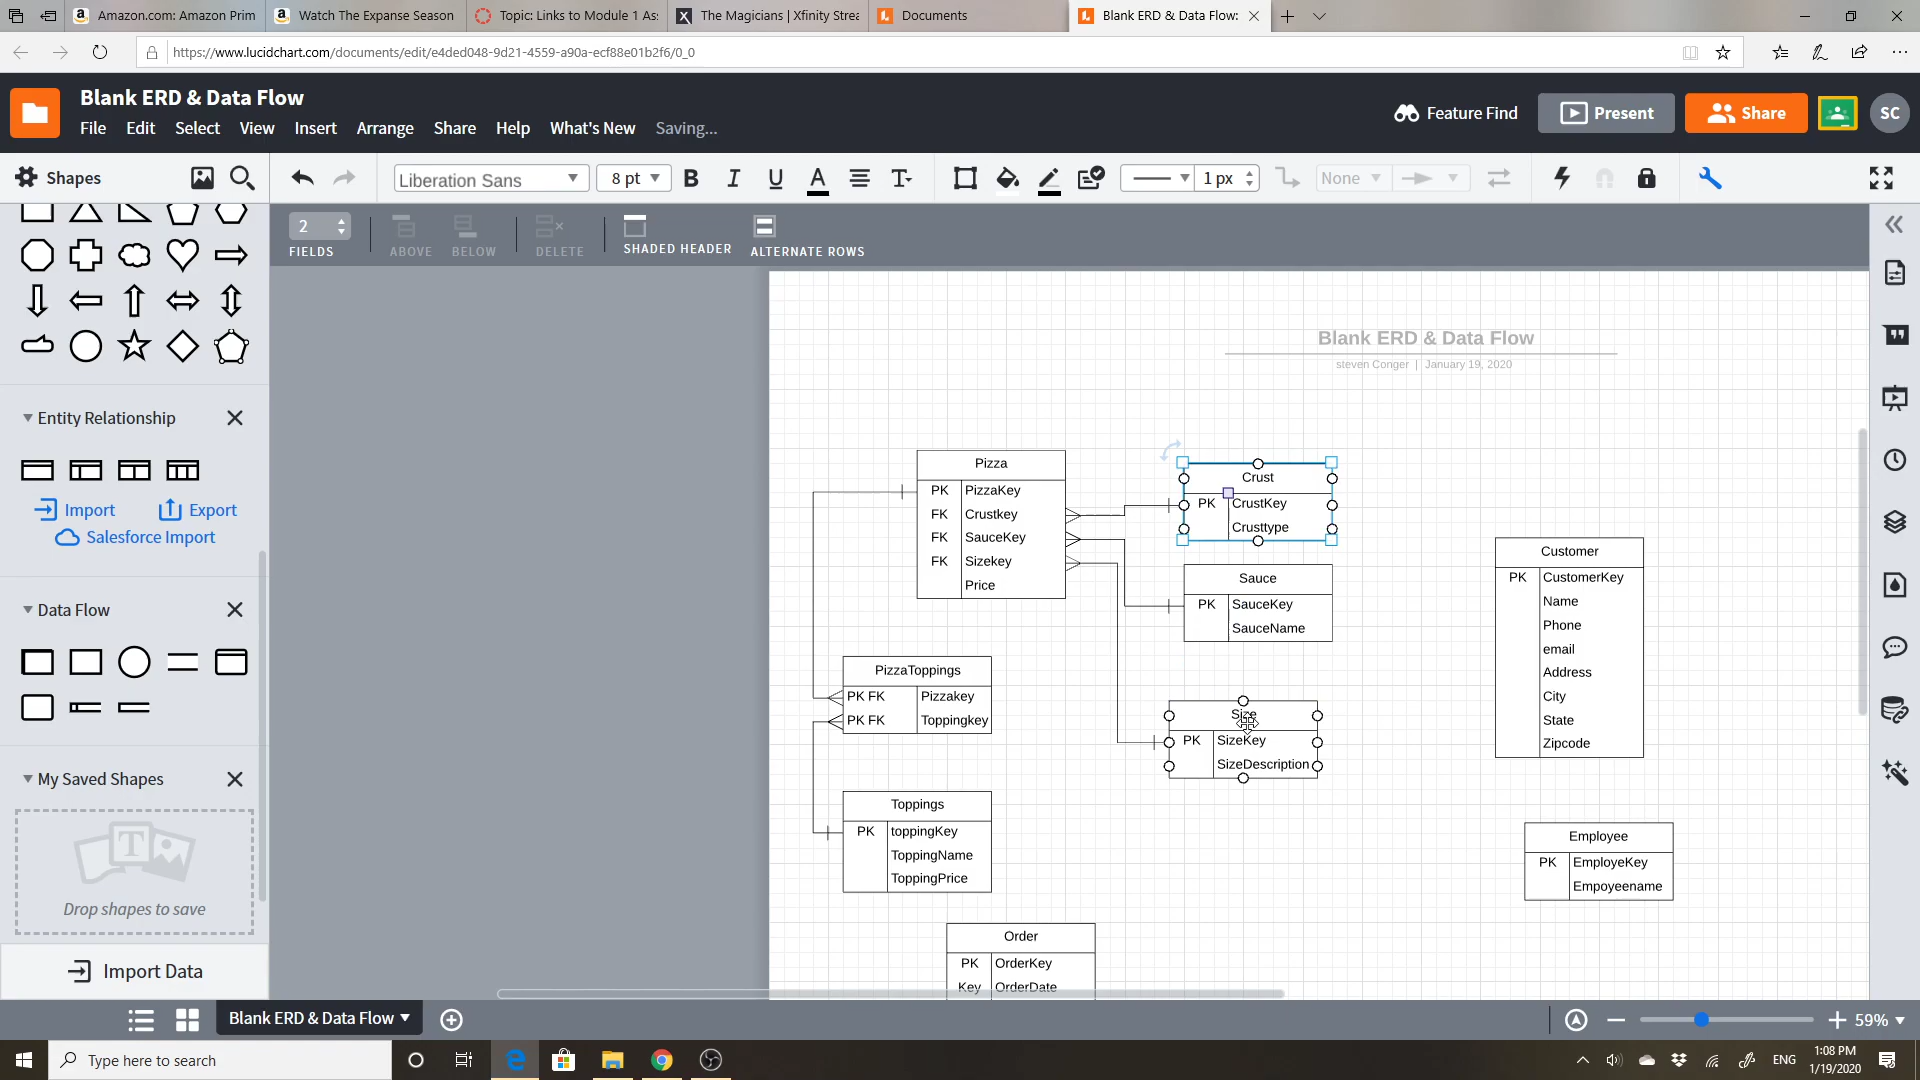 Amazon.com: Amazon Prim
Watch The Expanse Season
Topic: Links to Module 1 As:
The Magicians | Xfinity Strea
Documents
Blank ERD & Data Flow:
https://www.lucidchart.com/documents/edit/e4ded048-9d21-4559-a90a-ecf88e01b2f6/0_0
Blank ERD & Data Flow
File Edit Select View Insert Arrange Share Help What's New Saving...
Feature Find
Present
Share
SC
Shapes
Liberation Sans
8 pt
B I U A T
1 px
None
2
FIELDS
ABOVE
BELOW
DELETE
SHADED HEADER
ALTERNATE ROWS
Entity Relationship
Import
Export
Salesforce Import
Data Flow
My Saved Shapes
T
Drop shapes to save
Import Data
Blank ERD & Data Flow
steven Conger | January 19, 2020
Pizza
PK PizzaKey
FK Crustkey
FK SauceKey
FK Sizekey
Price
Crust
PK CrustKey
Crusttype
Sauce
PK SauceKey
SauceName
Size
PK SizeKey
SizeDescription
PizzaToppings
PK FK Pizzakey
PK FK Toppingkey
Toppings
PK toppingKey
ToppingName
ToppingPrice
Order
PK OrderKey
Key OrderDate
Customer
PK CustomerKey
Name
Phone
email
Address
City
State
Zipcode
Employee
PK EmployeKey
Empoyeename
Blank ERD & Data Flow
59%
Type here to search
ENG
1:08 PM
1/19/2020